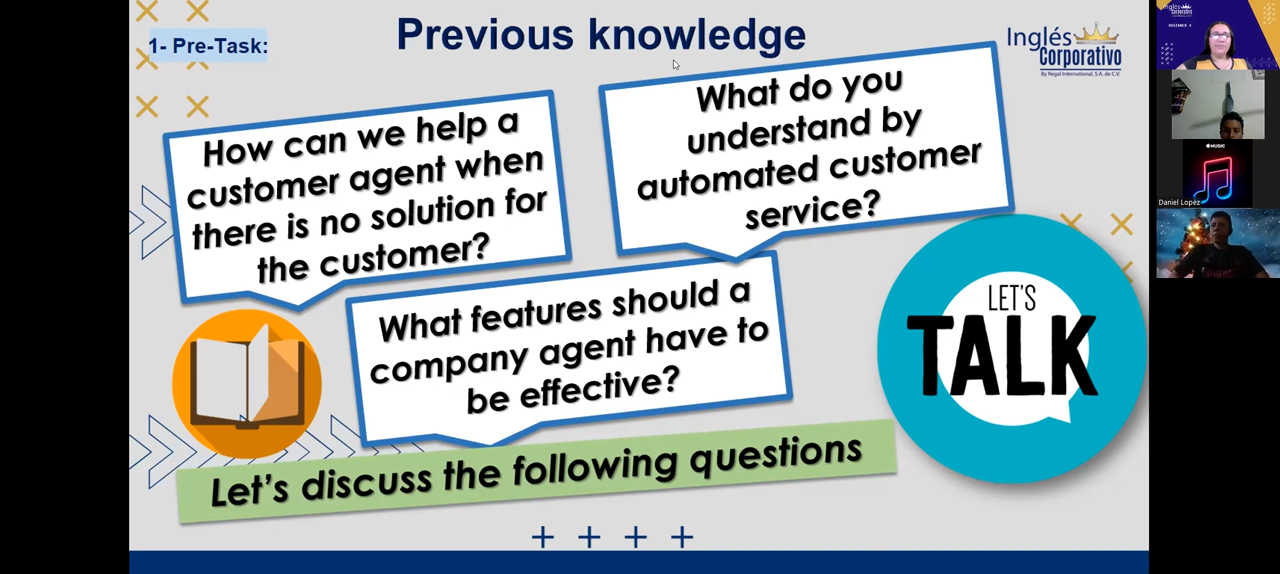 1- Pre-Task:
Previous knowledge
Inglés
Corporativo
By Regal International, S.A. de C.V.
How can we help a
customer agent when
there is no solution for
the customer?
What do you
understand by
automated customer
service?
What features should a
company agent have to
be effective?
Let's discuss the following questions
LET'S
TALK
Inglés
Corporativo
MUSIC
Daniel Lopez